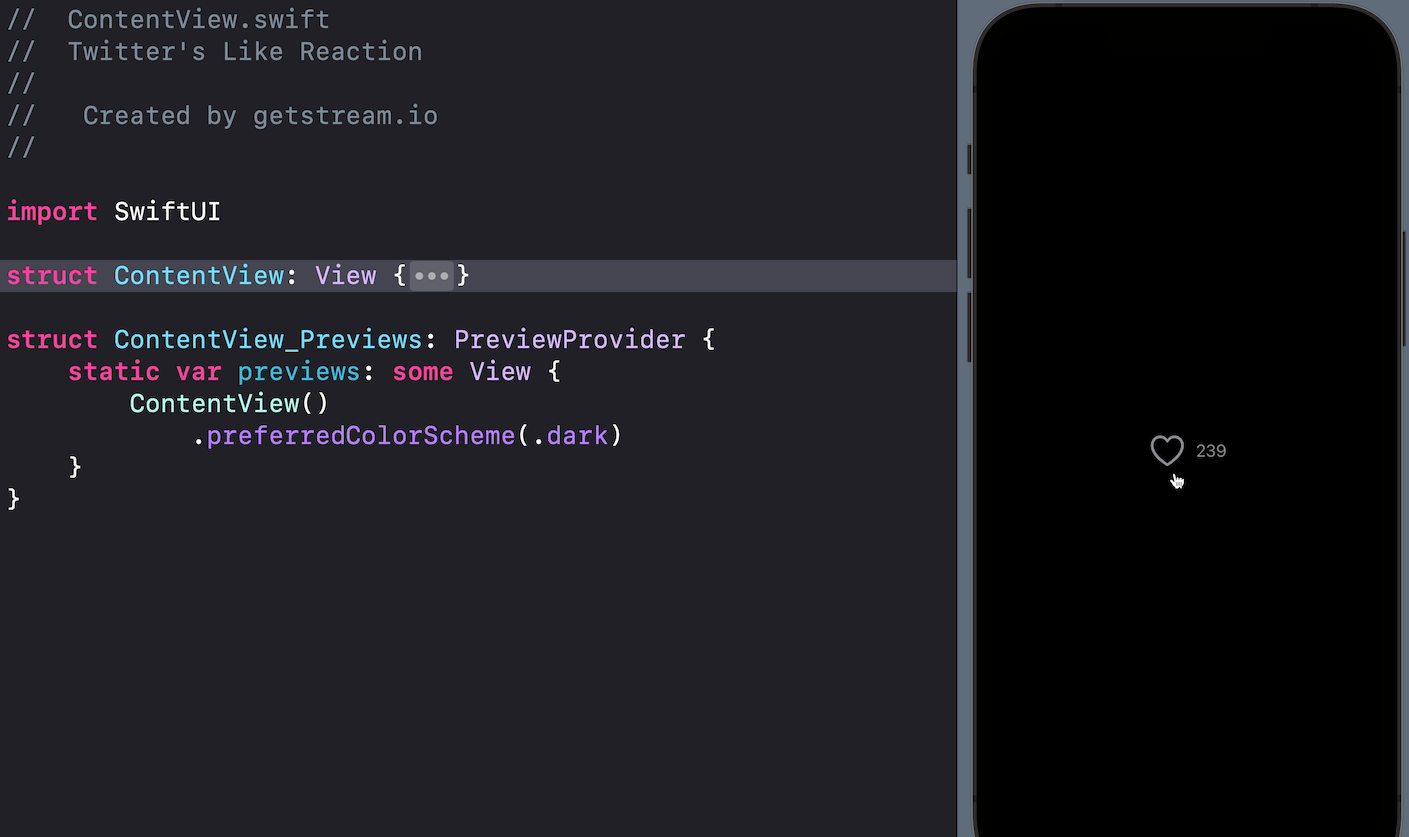 //  ContentView.swift
//  Twitter's Like Reaction
//
//   Created by getstream.io
//
import SwiftUI
struct ContentView: View {•••}
struct ContentView_Previews: PreviewProvider {
    static var previews: some View {
        ContentView()
            .preferredColorScheme(.dark)
    }
}
239